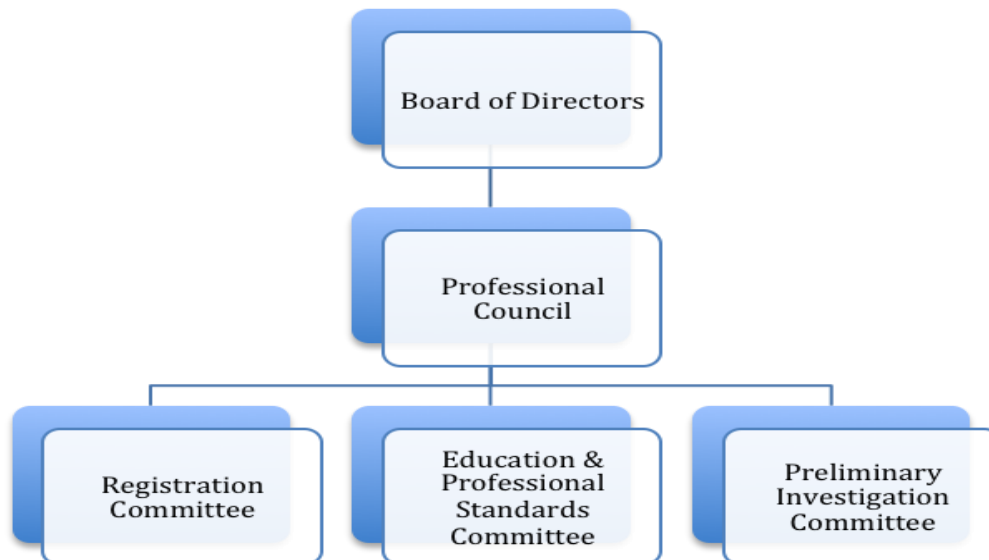 Board of Directors
Professional
Council
Registration
Committee
Education &
Professional
Standards
Committee
Preliminary
Investigation
Committee